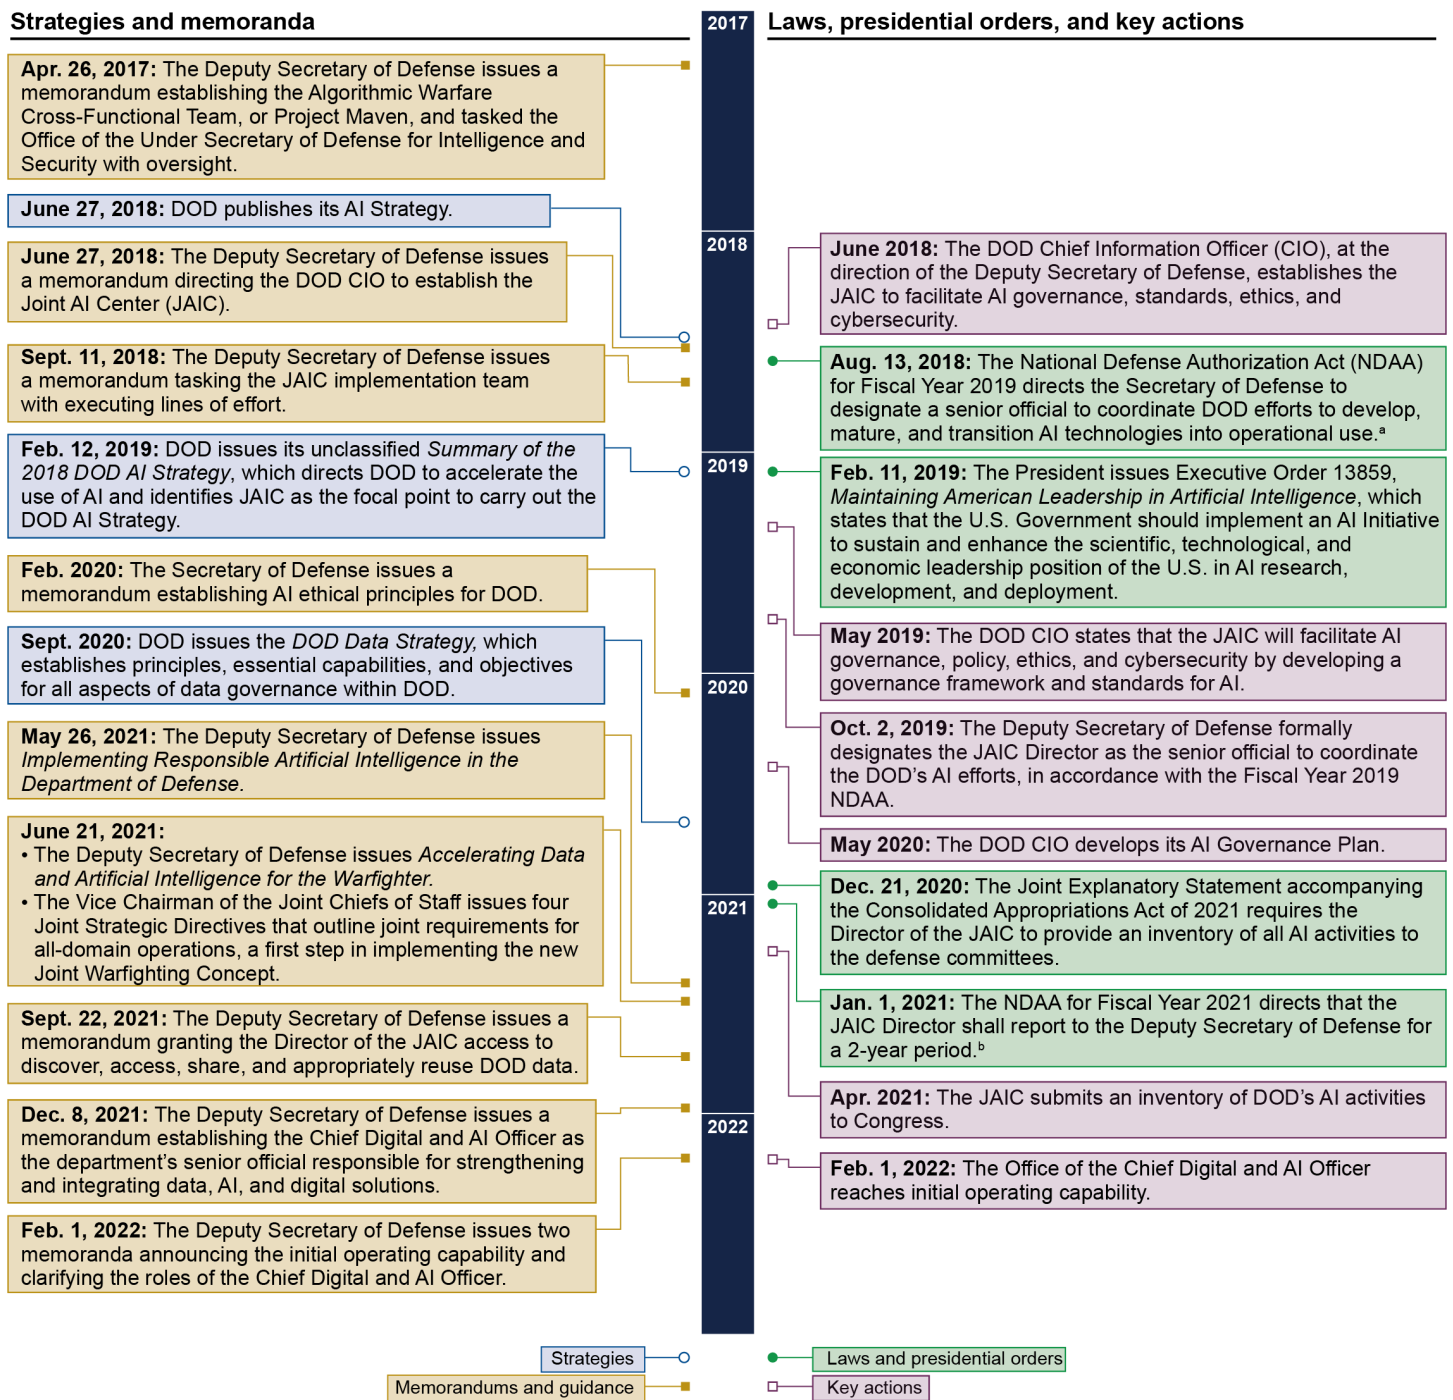 Strategies and memoranda
Apr. 26, 2017: The Deputy Secretary of Defense issues a
memorandum establishing the Algorithmic Warfare
Cross-Functional Team, or Project Maven, and tasked the
Office of the Under Secretary of Defense for Intelligence and
Security with oversight.
June 27, 2018: DOD publishes its AI Strategy.
June 27, 2018: The Deputy Secretary of Defense issues
a memorandum directing the DOD CIO to establish the
Joint AI Center (JAIC).
Sept. 11, 2018: The Deputy Secretary of Defense issues
a memorandum tasking the JAIC implementation team
with executing lines of effort.
Feb. 12, 2019: DOD issues its unclassified Summary of the
2018 DOD AI Strategy, which directs DOD to accelerate the
use of AI and identifies JAIC as the focal point to carry out the
DOD AI Strategy.
Feb. 2020: The Secretary of Defense issues a
memorandum establishing AI ethical principles for DOD.
Sept. 2020: DOD issues the DOD Data Strategy, which
establishes principles, essential capabilities, and objectives
for all aspects of data governance within DOD.
May 26, 2021: The Deputy Secretary of Defense issues
Implementing Responsible Artificial Intelligence in the
Department of Defense.
June 21, 2021:
• The Deputy Secretary of Defense issues Accelerating Data
and Artificial Intelligence for the Warfighter.
• The Vice Chairman of the Joint Chiefs of Staff issues four
Joint Strategic Directives that outline joint requirements for
all-domain operations, a first step in implementing the new
Joint Warfighting Concept.
Sept. 22, 2021: The Deputy Secretary of Defense issues a
memorandum granting the Director of the JAIC access to
discover, access, share, and appropriately reuse DOD data.
Dec. 8, 2021: The Deputy Secretary of Defense issues a
memorandum establishing the Chief Digital and AI Officer as
the department's senior official responsible for strengthening
and integrating data, AI, and digital solutions.
Feb. 1, 2022: The Deputy Secretary of Defense issues two
memoranda announcing the initial operating capability and
clarifying the roles of the Chief Digital and AI Officer.
2017
2018
2019
2020
2021
2022
Laws, presidential orders, and key actions
June 2018: The DOD Chief Information Officer (CIO), at the
direction of the Deputy Secretary of Defense, establishes the
JAIC to facilitate AI governance, standards, ethics, and
cybersecurity.
Aug. 13, 2018: The National Defense Authorization Act (NDAA)
for Fiscal Year 2019 directs the Secretary of Defense to
designate a senior official to coordinate DOD efforts to develop,
mature, and transition AI technologies into operational use.ª
Feb. 11, 2019: The President issues Executive Order 13859,
Maintaining American Leadership in Artificial Intelligence, which
states that the U.S. Government should implement an AI Initiative
to sustain and enhance the scientific, technological, and
economic leadership position of the U.S. in AI research,
development, and deployment.
May 2019: The DOD CIO states that the JAIC will facilitate AI
governance, policy, ethics, and cybersecurity by developing a
governance framework and standards for AI.
Oct. 2, 2019: The Deputy Secretary of Defense formally
designates the JAIC Director as the senior official to coordinate
the DOD's AI efforts, in accordance with the Fiscal Year 2019
NDAA.
May 2020: The DOD CIO develops its AI Governance Plan.
Dec. 21, 2020: The Joint Explanatory Statement accompanying
the Consolidated Appropriations Act of 2021 requires the
Director of the JAIC to provide an inventory of all AI activities to
the defense committees.
Jan. 1, 2021: The NDAA for Fiscal Year 2021 directs that the
JAIC Director shall report to the Deputy Secretary of Defense for
a 2-year period.ᵇ
Apr. 2021: The JAIC submits an inventory of DOD's AI activities
to Congress.
Feb. 1, 2022: The Office of the Chief Digital and AI Officer
reaches initial operating capability.
Strategies
Memorandums and guidance
Laws and presidential orders
Key actions